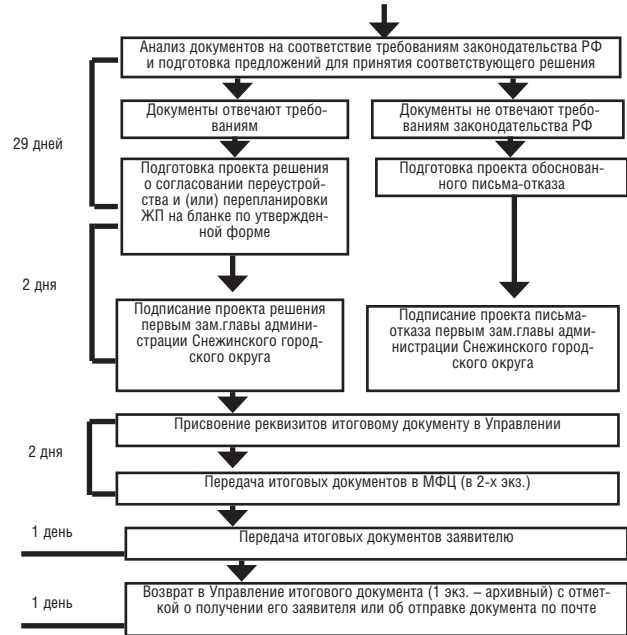 Анализ документов на соответствие требованиям законодательства РФ
и подготовка предложений для принятия соответствующего решения
Документы отвечают требо-
ваниям
Документы не отвечают требо-
ваниям законодательства РФ
29 дней
Подготовка проекта решения
о согласовании переустрой-
ства и (или) перепланировки
ЖП на бланке по утвержден-
ной форме
Подготовка проекта обоснован-
ного письма-отказа
2 дня
Подписание проекта решения
первым зам.главы админи-
страции Снежинского город-
ского округа
Подписание проекта письма-
отказа первым зам.главы адми-
нистрации Снежинского город-
ского округа
Присвоение реквизитов итоговому документу в Управлении
2 дня
Передача итоговых документов в МФЦ (в 2-х экз.)
1 день
Передача итоговых документов заявителю
Возврат в Управление итогового документа (1 экз. – архивный) с отмет-
кой о получении его заявителя или об отправке документа по почте
1 день